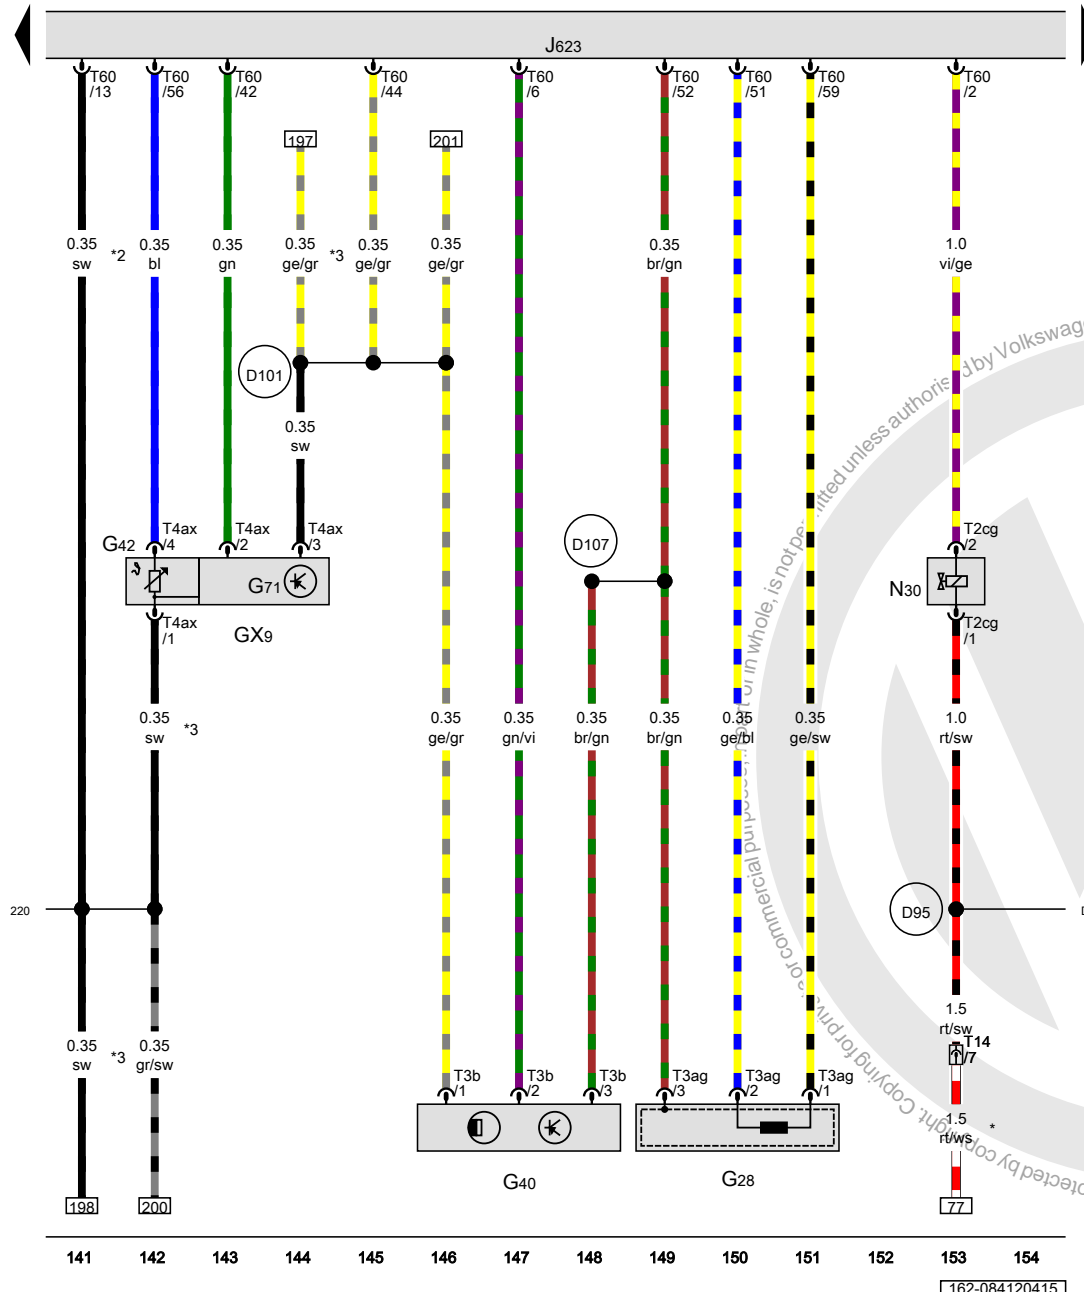 J623
T60 T60 T60 T60 T60 T60 T60 T60 T60
/13 /56 /42 /44 /6 /52 /51 /59 /2
197 201
0.35 0.35 0.35 0.35 0.35 0.35 0.35 1.0
sw *2 bl gn ge/gr *3 ge/gr ge/gr br/gn vi/ge
D101
0.35
sw
T4ax T4ax T4ax T2cg
G42 /4 /2 /3 D107 /2
G71 N30
T4ax T2cg
/1 GX9 /1
0.35 0.35 0.35 0.35 0.35 0.35 0.35 1.0
sw *3 ge/gr gn/vi br/gn br/gn ge/bl ge/sw rt/sw
220 D95
1.5
rt/sw
0.35 0.35 T14
sw *3 gr/sw /7
T3b T3b T3b T3ag T3ag T3ag
/1 /2 /3 /3 /2 /1
1.5
rt/ws *
G40 G28
198 200 77
141 142 143 144 145 146 147 148 149 150 151 152 153 154
162-084120415